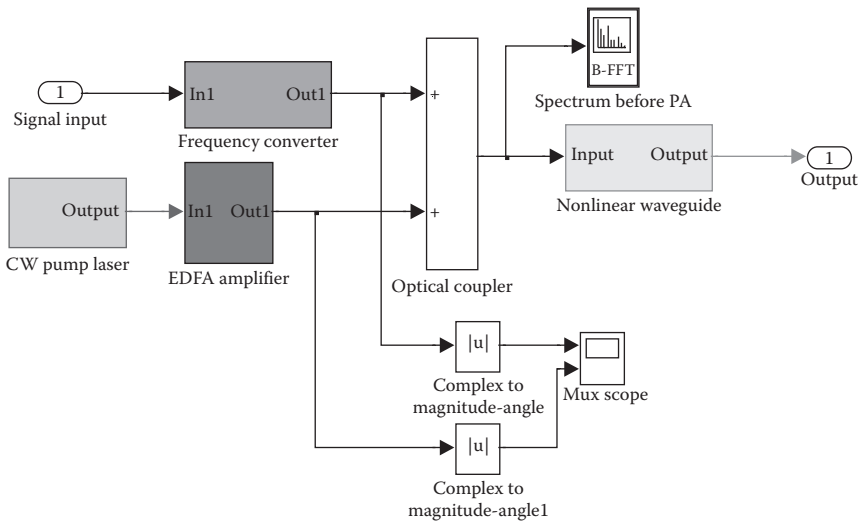 1
Signal input
In1 Out1
Frequency converter
Output
CW pump laser
In1 Out1
EDFA amplifier
+
+
Optical coupler
B-FFT
Spectrum before PA
Input Output
Nonlinear waveguide
1
Output
|u|
Complex to
magnitude-angle
Mux scope
|u|
Complex to
magnitude-angle1